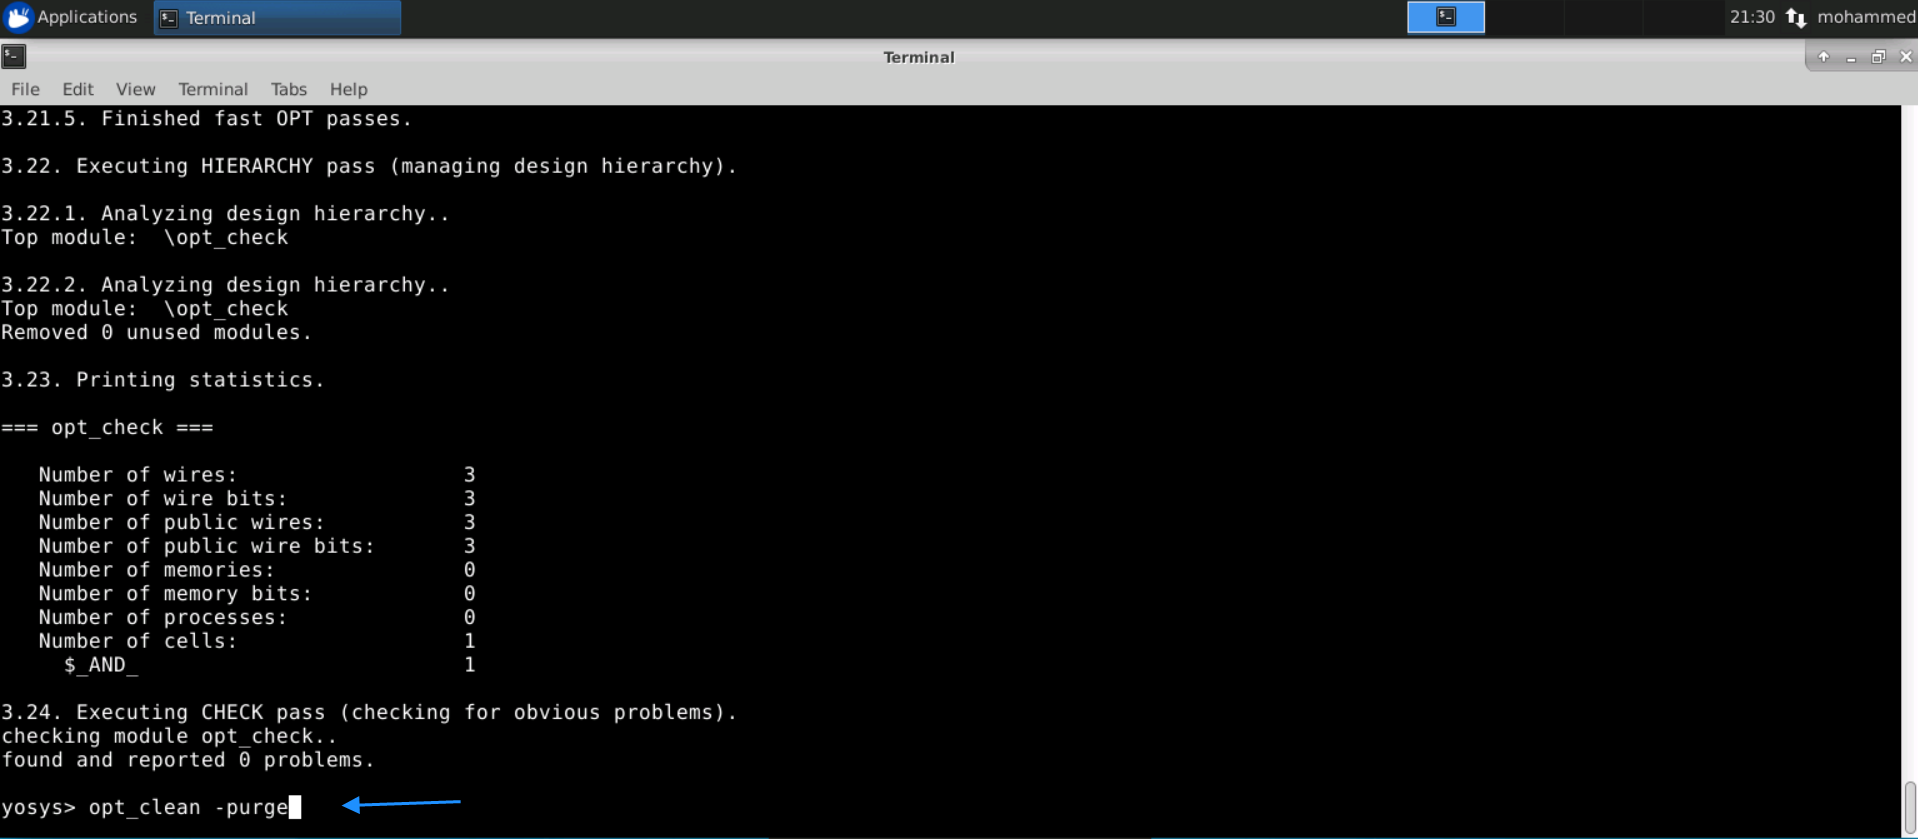 Applications
Terminal
21:30
mohammed
Terminal
File Edit View Terminal Tabs Help
3.21.5. Finished fast OPT passes.
3.22. Executing HIERARCHY pass (managing design hierarchy).
3.22.1. Analyzing design hierarchy..
Top module:  \opt_check
3.22.2. Analyzing design hierarchy..
Top module:  \opt_check
Removed 0 unused modules.
3.23. Printing statistics.
=== opt_check ===
Number of wires: 3
Number of wire bits: 3
Number of public wires: 3
Number of public wire bits: 3
Number of memories: 0
Number of memory bits: 0
Number of processes: 0
Number of cells: 1
$_AND_ 1
3.24. Executing CHECK pass (checking for obvious problems).
checking module opt_check..
found and reported 0 problems.
yosys> opt_clean -purge